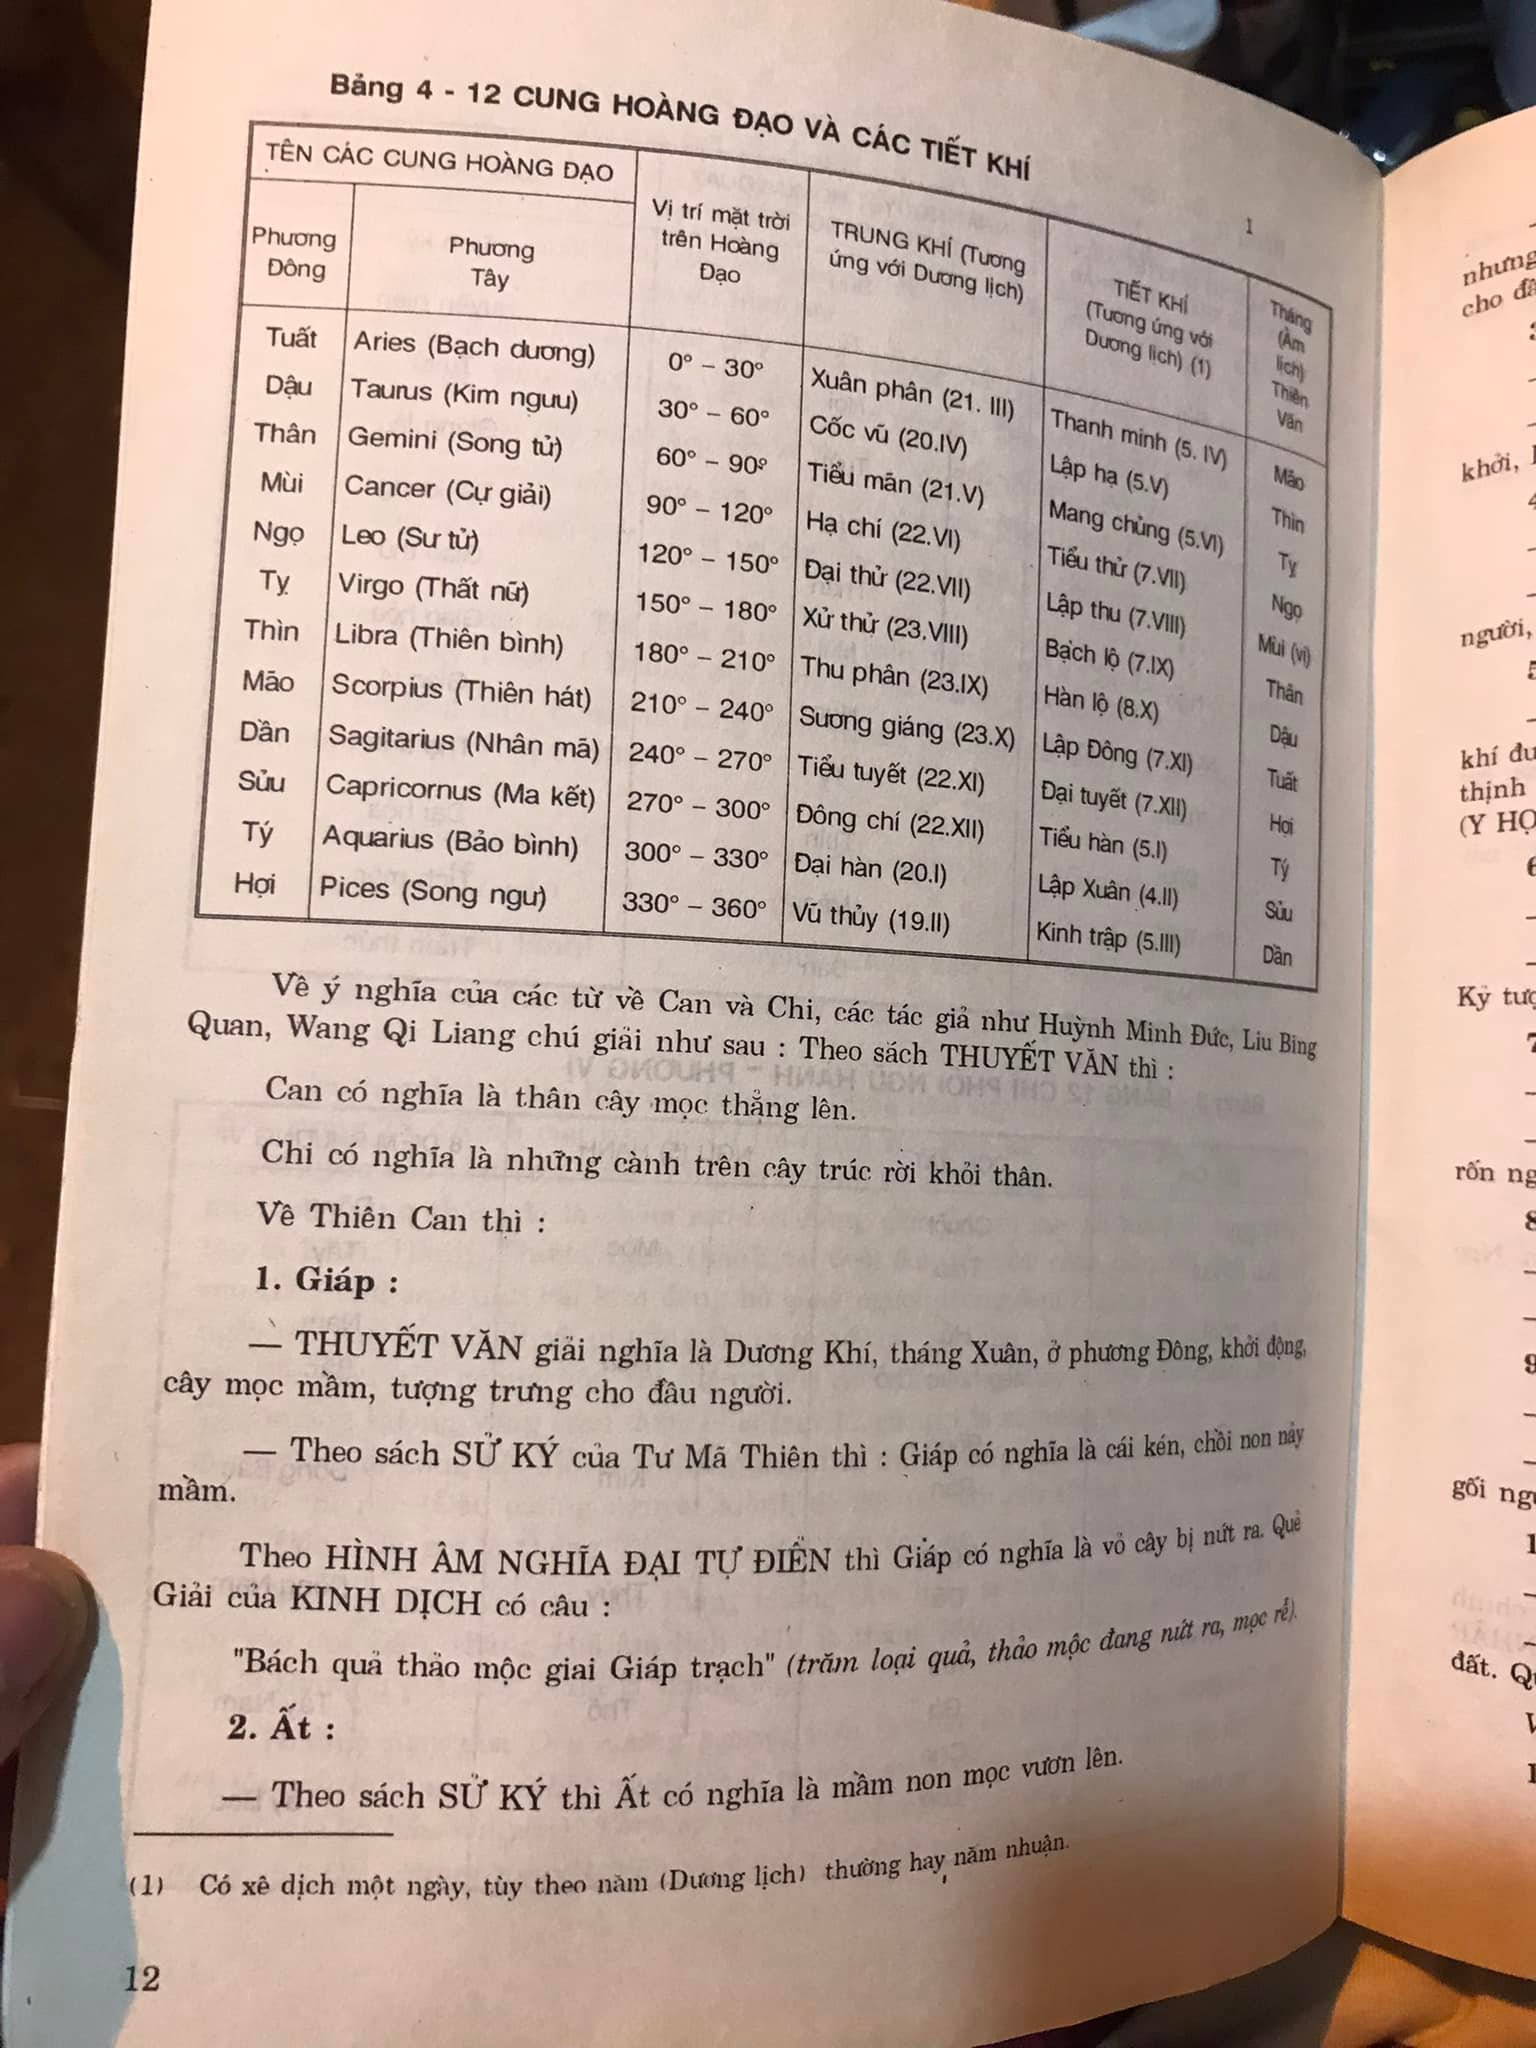 Bảng 4 - 12 CUNG HOÀNG ĐẠO VÀ CÁC TIẾT KHÍ
1
TÊN CÁC CUNG HOÀNG ĐẠO
Phương Đông
Phương Tây
Vị trí mặt trời trên Hoàng Đạo
TRUNG KHÍ (Tương ứng với Dương lịch)
TIẾT KHÍ (Tương ứng với Dương lịch) (1)
Tháng (Âm lịch) Thiên Văn
Tuất Aries (Bạch dương) 0° – 30° Xuân phân (21. III) Thanh minh (5. IV) Mão
Dậu Taurus (Kim nguu) 30° – 60° Cốc vũ (20.IV) Lập hạ (5.V) Thìn
Thân Gemini (Song tử) 60° – 90° Tiểu mãn (21.V) Mang chủng (5.VI) Tỵ
Mùi Cancer (Cự giải) 90° – 120° Hạ chí (22.VI) Tiểu thử (7.VII) Ngọ
Ngọ Leo (Sư tử) 120° – 150° Đại thử (22.VII) Lập thu (7.VIII) Mùi (vị)
Tỵ Virgo (Thất nữ) 150° – 180° Xử thử (23.VIII) Bạch lộ (7.IX) Thân
Thìn Libra (Thiên bình) 180° – 210° Thu phân (23.IX) Hàn lộ (8.X) Dậu
Mão Scorpius (Thiên hát) 210° – 240° Sương giáng (23.X) Lập Đông (7.XI) Tuất
Dần Sagitarius (Nhân mã) 240° – 270° Tiểu tuyết (22.XI) Đại tuyết (7.XII) Hợi
Sửu Capricornus (Ma kết) 270° – 300° Đông chí (22.XII) Tiểu hàn (5.I) Tý
Tý Aquarius (Bảo bình) 300° – 330° Đại hàn (20.I) Lập Xuân (4.II) Sửu
Hợi Pices (Song ngư) 330° – 360° Vũ thủy (19.II) Kinh trập (5.III) Dần
Về ý nghĩa của các từ về Can và Chi, các tác giả như Huỳnh Minh Đức, Liu Bing
Quan, Wang Qi Liang chú giải như sau : Theo sách THUYẾT VĂN thì :
Can có nghĩa là thân cây mọc thẳng lên.
Chi có nghĩa là những cành trên cây trúc rời khỏi thân.
Về Thiên Can thì :
1. Giáp :
— THUYẾT VĂN giải nghĩa là Dương Khí, tháng Xuân, ở phương Đông, khởi động,
cây mọc mầm, tượng trưng cho đầu người.
— Theo sách SỬ KÝ của Tư Mã Thiên thì : Giáp có nghĩa là cái kén, chồi non nảy
mầm.
Theo HÌNH ÂM NGHĨA ĐẠI TỰ ĐIỂN thì Giáp có nghĩa là vỏ cây bị nứt ra. Quẻ
Giải của KINH DỊCH có câu :
"Bách quả thảo mộc giai Giáp trạch" (trăm loại quả, thảo mộc đang nứt ra, mọc rễ).
2. Ất :
— Theo sách SỬ KÝ thì Ất có nghĩa là mầm non mọc vươn lên.
(1) Có xê dịch một ngày, tùy theo năm (Dương lịch) thường hay năm nhuận.
12
nhưng
cho
khởi,
người,
khí
thịnh
(Y
Kỷ
rốn
gối
đất.